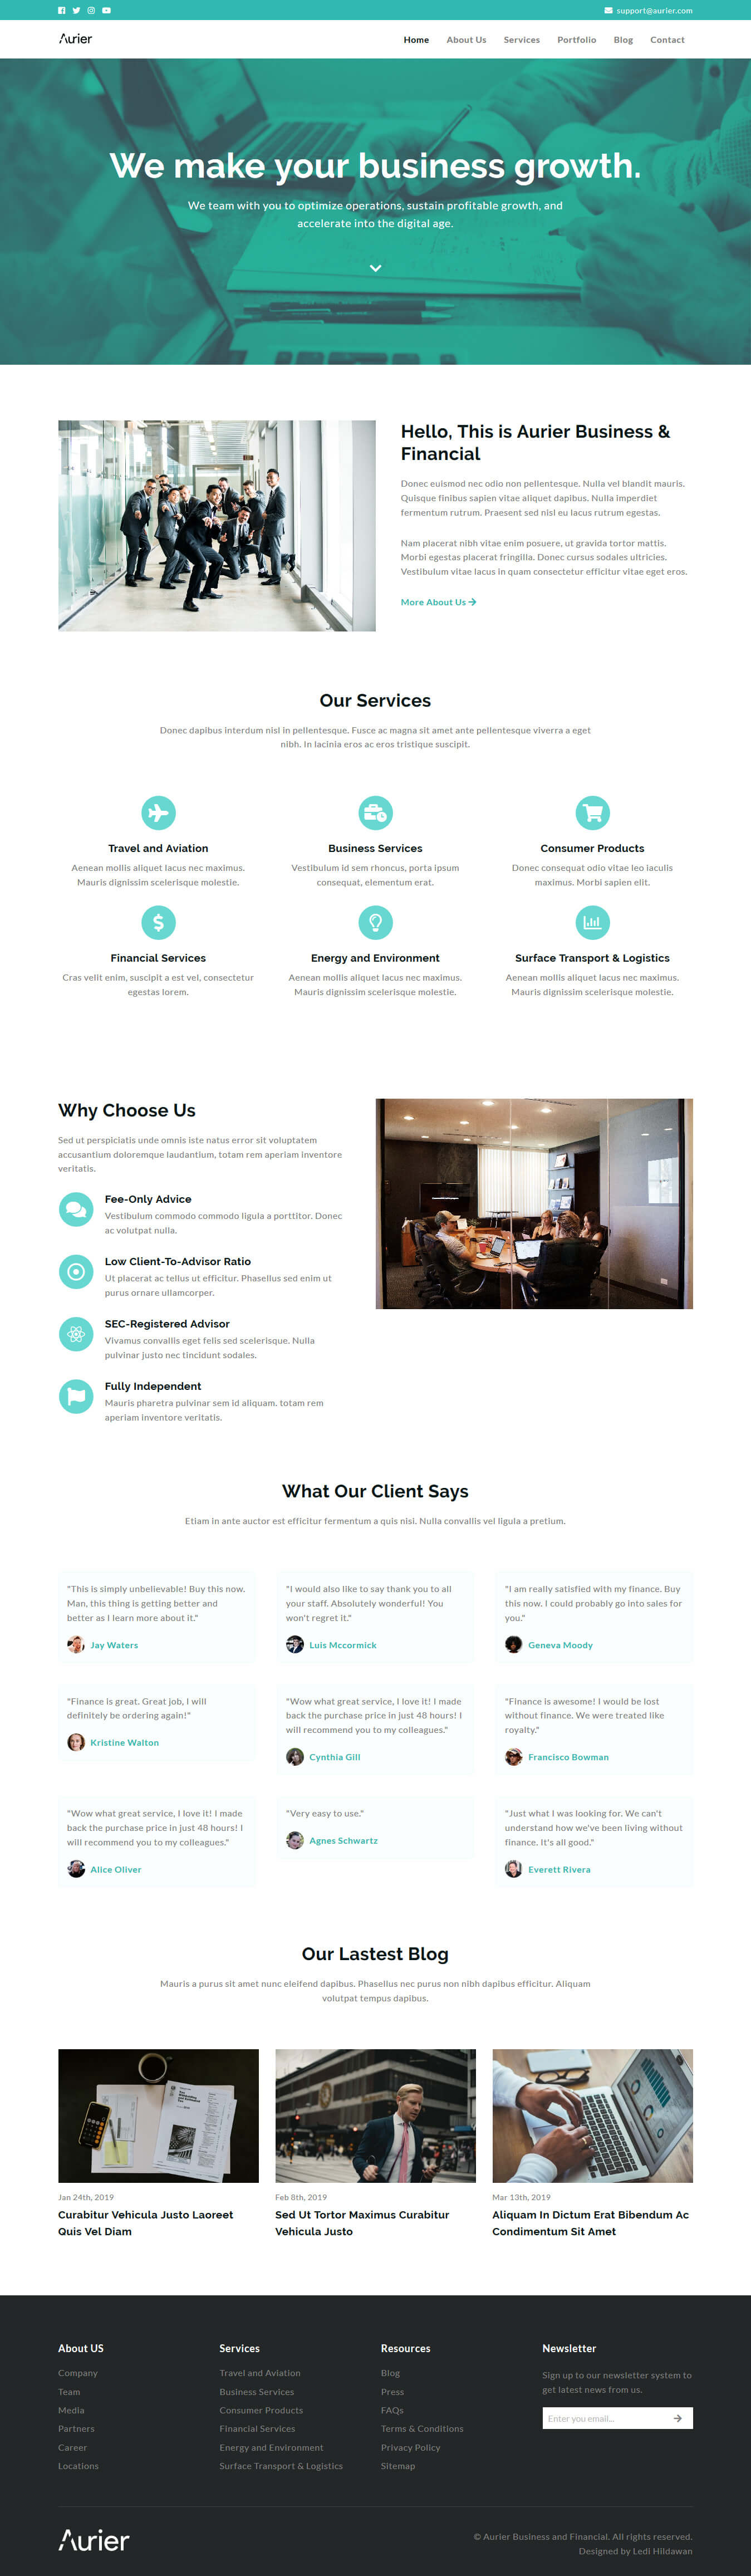 support@aurier.com
Aurier
Home About Us Services Portfolio Blog Contact
We make your business growth.
We team with you to optimize operations, sustain profitable growth, and
accelerate into the digital age.
Hello, This is Aurier Business &
Financial
Donec euismod nec odio non pellentesque. Nulla vel blandit mauris.
Quisque finibus sapien vitae aliquet dapibus. Nulla imperdiet
fermentum rutrum. Praesent sed nisl eu lacus rutrum egestas.
Nam placerat nibh vitae enim posuere, ut gravida tortor mattis.
Morbi egestas placerat fringilla. Donec cursus sodales ultricies.
Vestibulum vitae lacus in quam consectetur efficitur vitae eget eros.
More About Us
Our Services
Donec dapibus interdum nisl in pellentesque. Fusce ac magna sit amet ante pellentesque viverra a eget
nibh. In lacinia eros ac eros tristique suscipit.
Travel and Aviation
Aenean mollis aliquet lacus nec maximus.
Mauris dignissim scelerisque molestie.
Business Services
Vestibulum id sem rhoncus, porta ipsum
consequat, elementum erat.
Consumer Products
Donec consequat odio vitae leo iaculis
maximus. Morbi sapien elit.
Financial Services
Cras velit enim, suscipit a est vel, consectetur
egestas lorem.
Energy and Environment
Aenean mollis aliquet lacus nec maximus.
Mauris dignissim scelerisque molestie.
Surface Transport & Logistics
Aenean mollis aliquet lacus nec maximus.
Mauris dignissim scelerisque molestie.
Why Choose Us
Sed ut perspiciatis unde omnis iste natus error sit voluptatem
accusantium doloremque laudantium, totam rem aperiam inventore
veritatis.
Fee-Only Advice
Vestibulum commodo commodo ligula a porttitor. Donec
ac volutpat nulla.
Low Client-To-Advisor Ratio
Ut placerat ac tellus ut efficitur. Phasellus sed enim ut
purus ornare ullamcorper.
SEC-Registered Advisor
Vivamus convallis eget felis sed scelerisque. Nulla
pulvinar justo nec tincidunt sodales.
Fully Independent
Mauris pharetra pulvinar sem id aliquam. totam rem
aperiam inventore veritatis.
What Our Client Says
Etiam in ante auctor est efficitur fermentum a quis nisi. Nulla convallis vel ligula a pretium.
"This is simply unbelievable! Buy this now.
Man, this thing is getting better and
better as I learn more about it."
Jay Waters
"I would also like to say thank you to all
your staff. Absolutely wonderful! You
won't regret it."
Luis Mccormick
"I am really satisfied with my finance. Buy
this now. I could probably go into sales for
you."
Geneva Moody
"Finance is great. Great job, I will
definitely be ordering again!"
Kristine Walton
"Wow what great service, I love it! I made
back the purchase price in just 48 hours! I
will recommend you to my colleagues."
Cynthia Gill
"Finance is awesome! I would be lost
without finance. We were treated like
royalty."
Francisco Bowman
"Wow what great service, I love it! I made
back the purchase price in just 48 hours! I
will recommend you to my colleagues."
Alice Oliver
"Very easy to use."
Agnes Schwartz
"Just what I was looking for. We can't
understand how we've been living without
finance. It's all good."
Everett Rivera
Our Lastest Blog
Mauris a purus sit amet nunc eleifend dapibus. Phasellus nec purus non nibh dapibus efficitur. Aliquam
volutpat tempus dapibus.
Jan 24th, 2019
Curabitur Vehicula Justo Laoreet
Quis Vel Diam
Feb 8th, 2019
Sed Ut Tortor Maximus Curabitur
Vehicula Justo
Mar 13th, 2019
Aliquam In Dictum Erat Bibendum Ac
Condimentum Sit Amet
About US
Company
Team
Media
Partners
Career
Locations
Services
Travel and Aviation
Business Services
Consumer Products
Financial Services
Energy and Environment
Surface Transport & Logistics
Resources
Blog
Press
FAQs
Terms & Conditions
Privacy Policy
Sitemap
Newsletter
Sign up to our newsletter system to
get latest news from us.
Enter you email...
Aurier
© Aurier Business and Financial. All rights reserved.
Designed by Ledi Hildawan